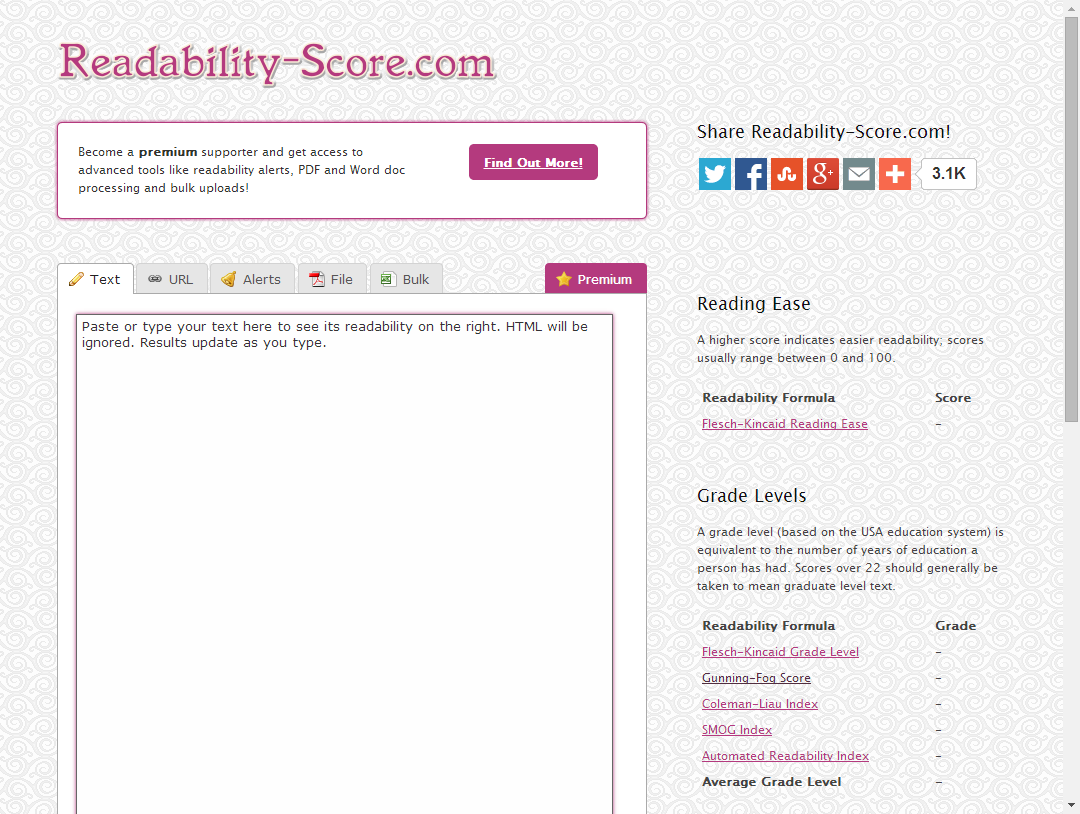 Readability-Score.com
Become a premium supporter and get access to
advanced tools like readability alerts, PDF and Word doc
processing and bulk uploads!
Find Out More!
Share Readability-Score.com!
3.1K
Text
URL
Alerts
File
Bulk
Premium
Paste or type your text here to see its readability on the right. HTML will be
ignored. Results update as you type.
Reading Ease
A higher score indicates easier readability; scores
usually range between 0 and 100.
Readability Formula Score
Flesch-Kincaid Reading Ease -
Grade Levels
A grade level (based on the USA education system) is
equivalent to the number of years of education a
person has had. Scores over 22 should generally be
taken to mean graduate level text.
Readability Formula Grade
Flesch-Kincaid Grade Level -
Gunning-Fog Score -
Coleman-Liau Index -
SMOG Index -
Automated Readability Index -
Average Grade Level -